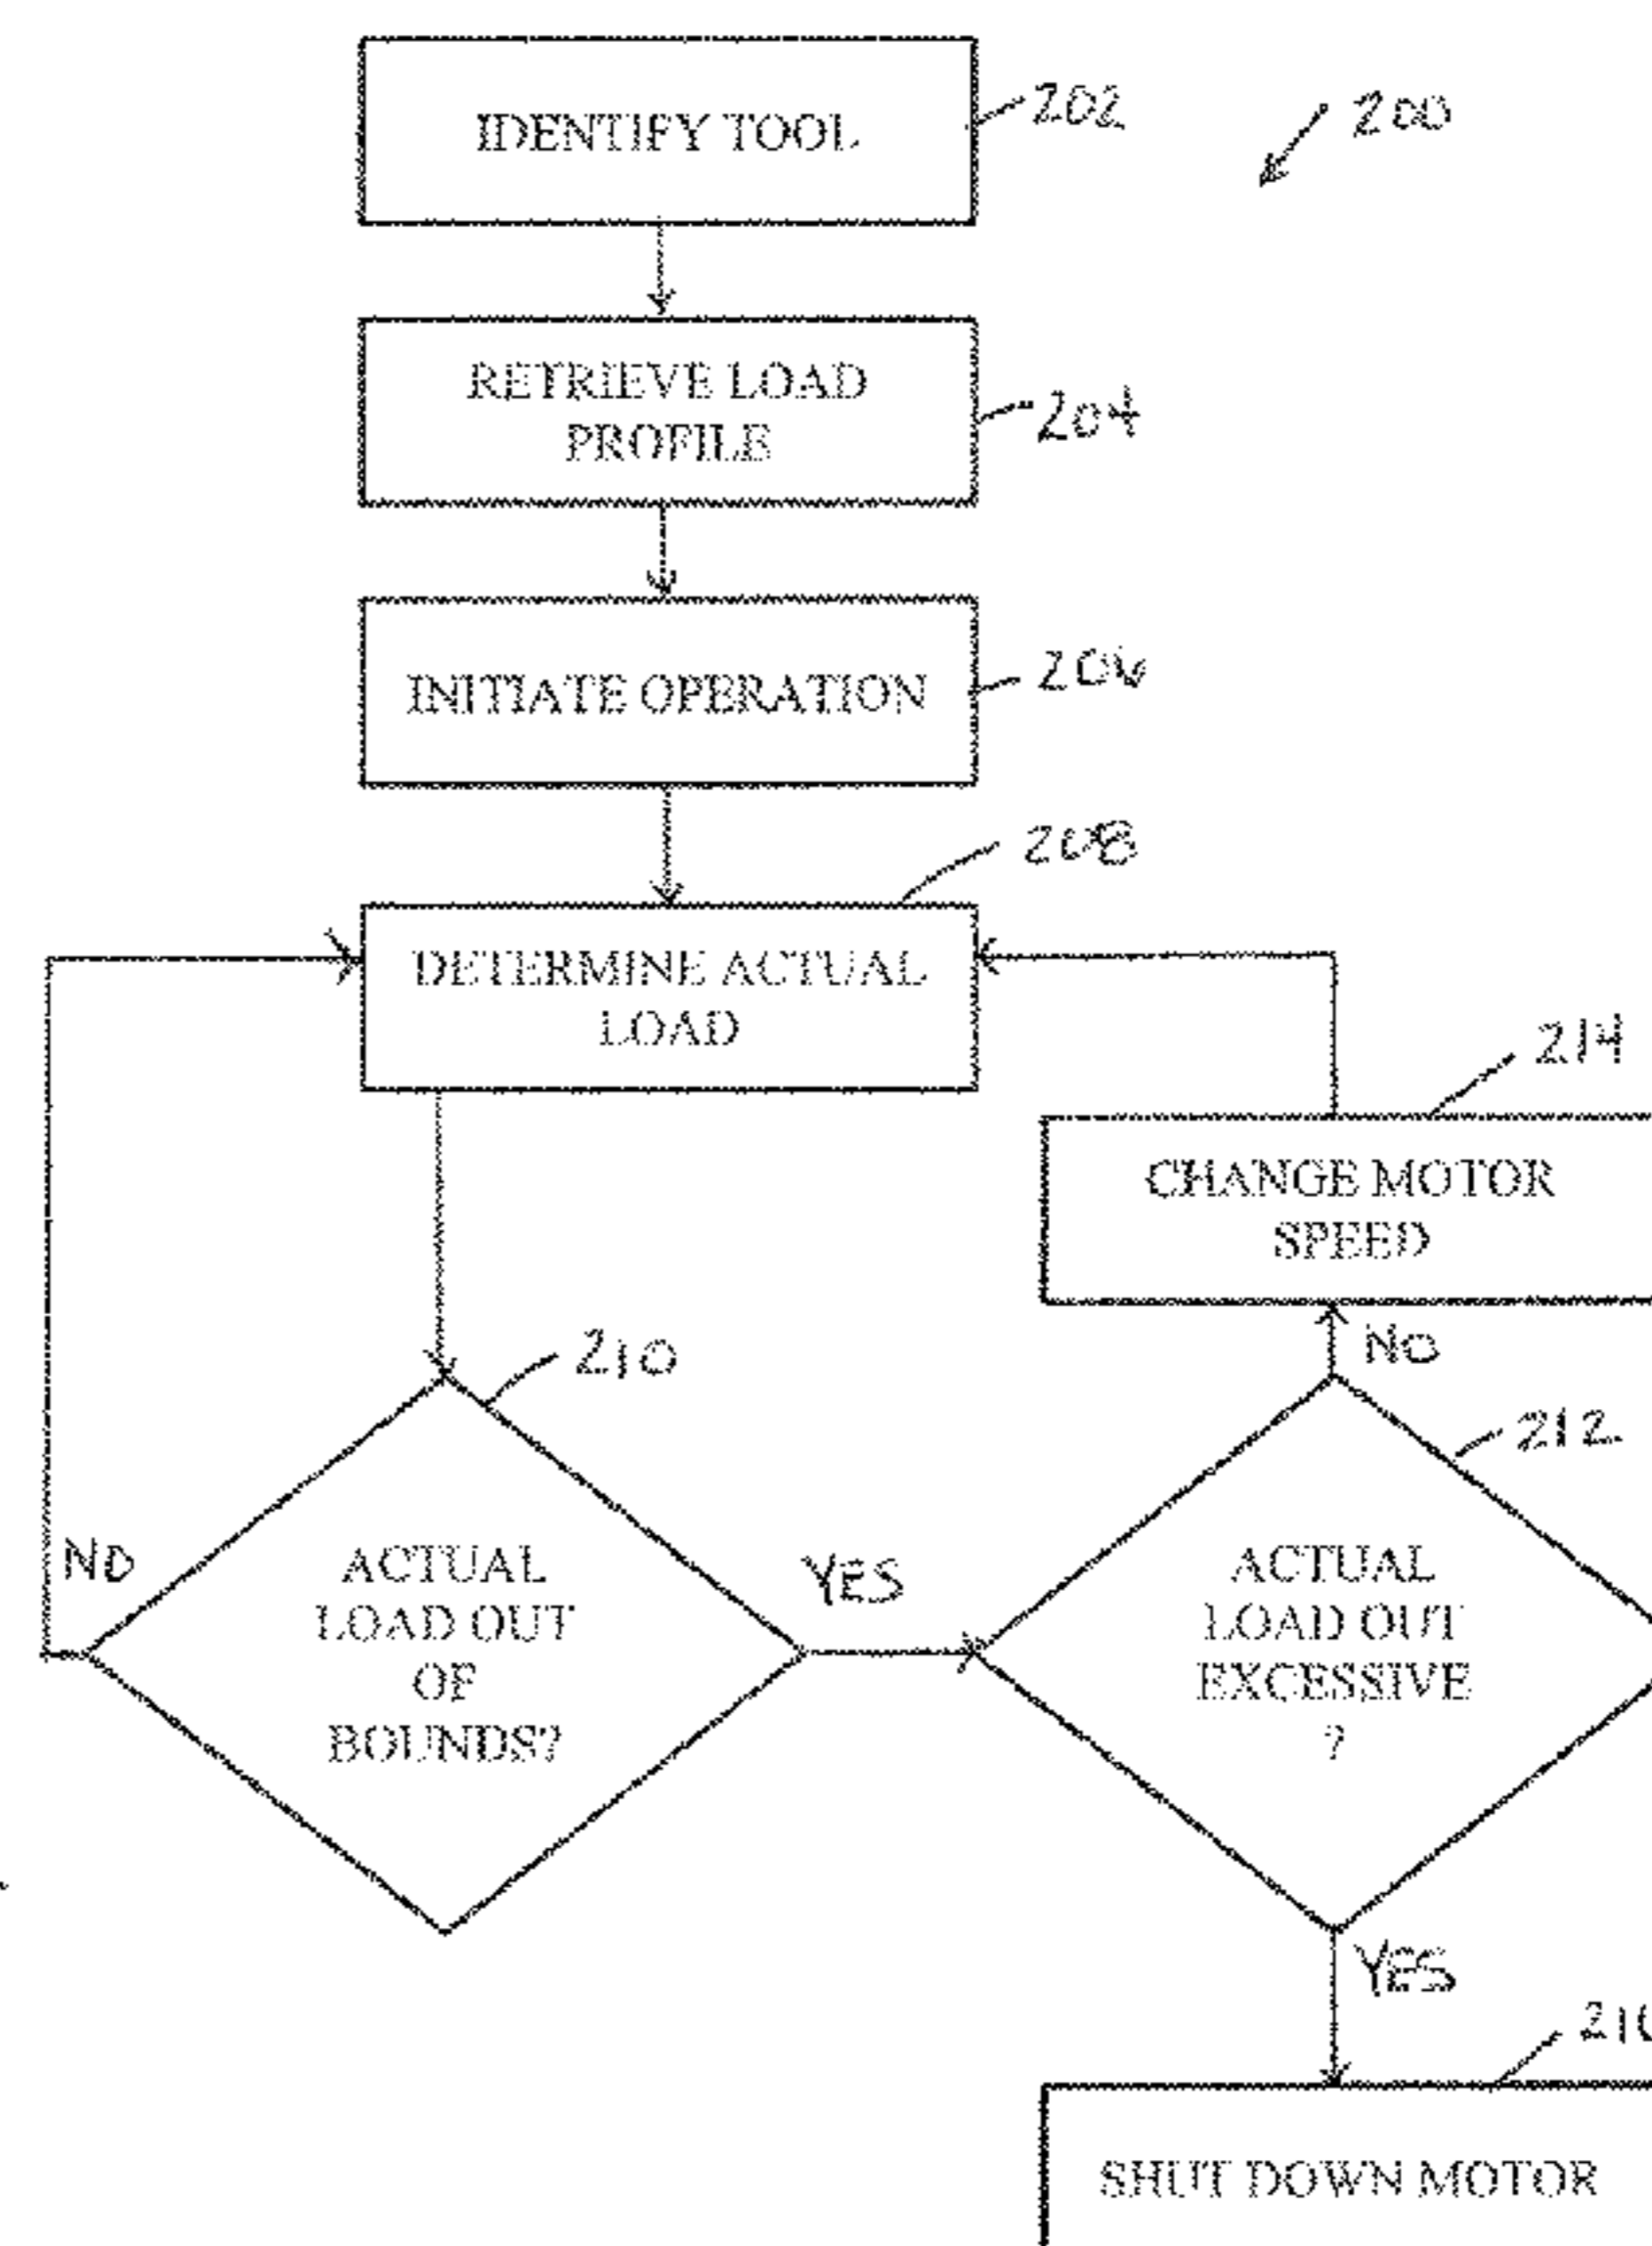 IDENTIFY TOOL
202
200
RETRIEVE LOAD
PROFILE
204
INITIATE OPERATION
206
208
DETERMINE ACTUAL
LOAD
214
CHANGE MOTOR
SPEED
NO
210
212
NO
ACTUAL
LOAD OUT
OF
BOUNDS?
YES
ACTUAL
LOAD OUT
EXCESSIVE
?
YES
SHUT DOWN MOTOR